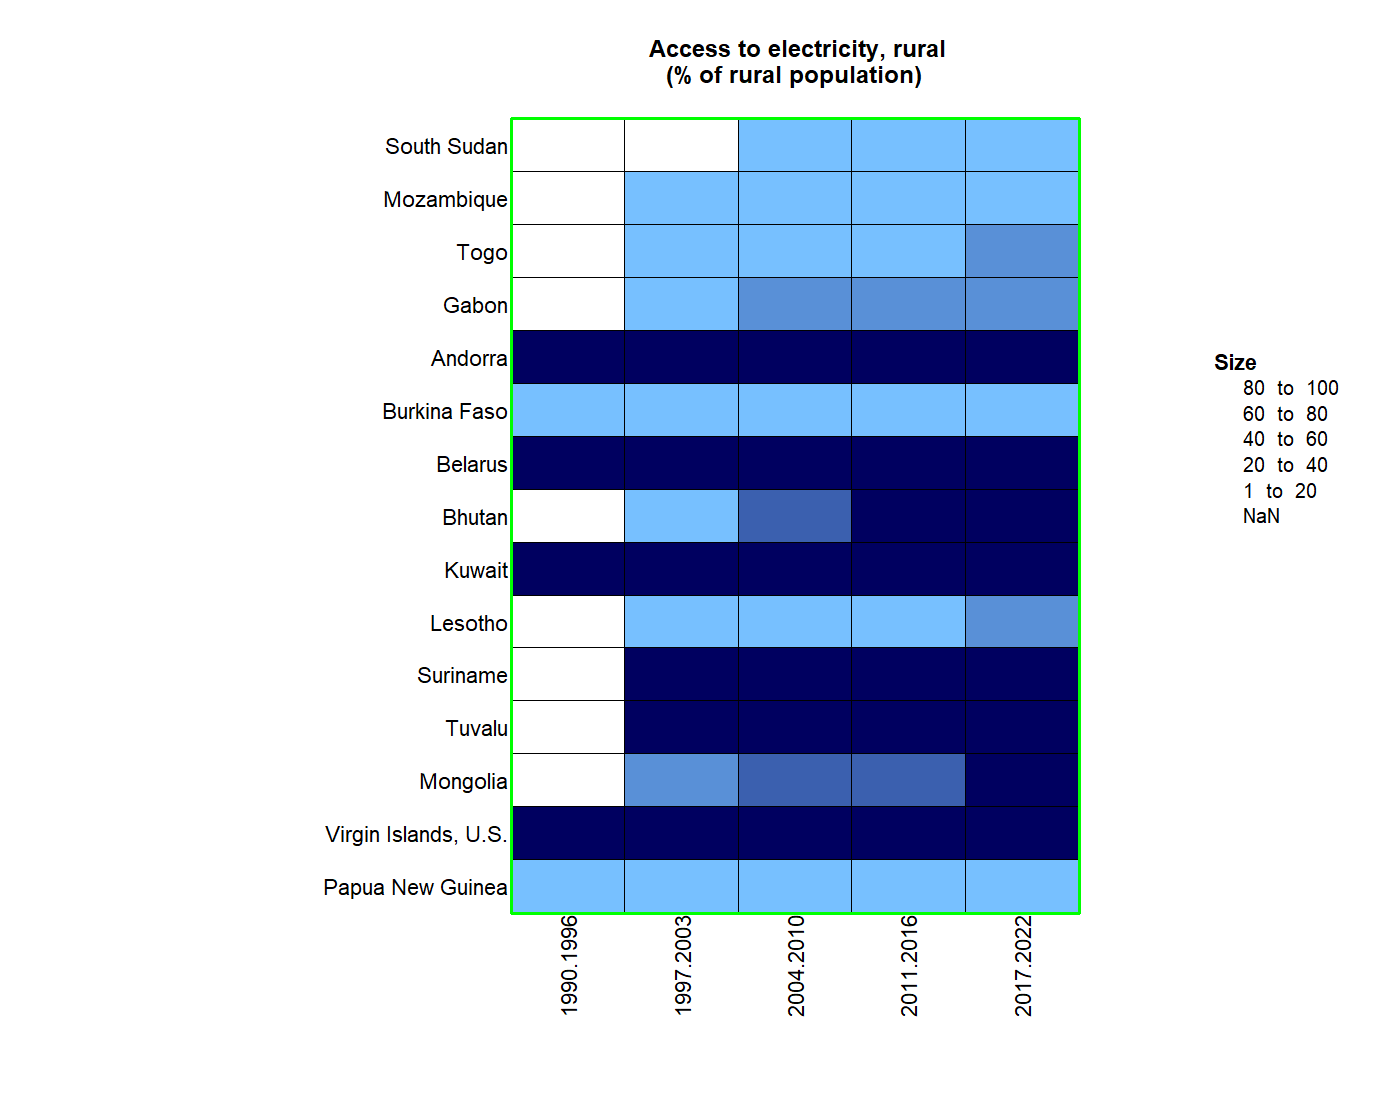 Access to electricity, rural
(% of rural population)
South Sudan
Mozambique
Togo
Gabon
Andorra
Burkina Faso
Belarus
Bhutan
Kuwait
Lesotho
Suriname
Tuvalu
Mongolia
Virgin Islands, U.S.
Papua New Guinea
1990.1996
1997.2003
2004.2010
2011.2016
2017.2022
Size
80 to 100
60 to 80
40 to 60
20 to 40
1 to 20
NaN